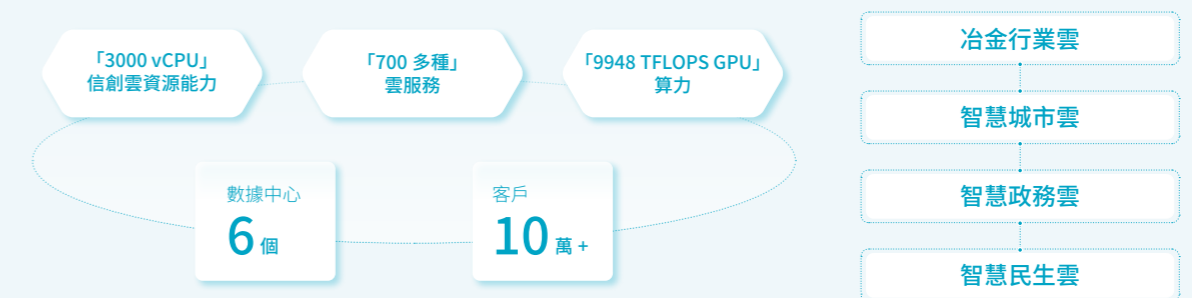 「3000 vCPU」
信創雲資源能力
「700 多種」
雲服務
「9948 TFLOPS GPU」
算力
數據中心
6 個
客戶
10 萬 +
冶金行業雲
智慧城市雲
智慧政務雲
智慧民生雲